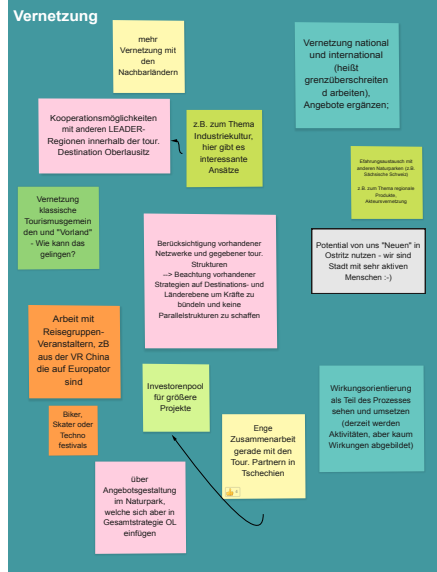 Vernetzung
mehr
Vernetzung mit
den
Nachbarländern
Vernetzung national
und international
(heißt
grenzüberschreiten
d arbeiten),
Angebote ergänzen;
Kooperationsmöglichkeiten
mit anderen LEADER-
Regionen innerhalb der tour.
Destination Oberlausitz
z.B. zum Thema
Industriekultur,
hier gibt es
interessante
Ansätze
Erfahrungsaustausch mit
anderen Naturparken (z.B.
Sächsische Schweiz)
z.B. zum Thema regionale
Produkte,
Akteursvernetzung
Vernetzung
klassische
Tourismusgemein
den und "Vorland"
- Wie kann das
gelingen?
Berücksichtigung vorhandener
Netzwerke und gegebener tour.
Strukturen
--> Beachtung vorhandener
Strategien auf Destinations- und
Länderebene um Kräfte zu
bündeln und keine
Parallelstrukturen zu schaffen
Potential von uns "Neuen" in
Ostritz nutzen - wir sind
Stadt mit sehr aktiven
Menschen :-)
Arbeit mit
Reisegruppen-
Veranstaltern, zB
aus der VR China
die auf Europator
sind
Investorenpool
für größere
Projekte
Wirkungsorientierung
als Teil des Prozesses
sehen und umsetzen
(derzeit werden
Aktivitäten, aber kaum
Wirkungen abgebildet)
Biker,
Skater oder
Techno
festivals
Enge
Zusammenarbeit
gerade mit den
Tour. Partnern in
Tschechien
über
Angebotsgestaltung
im Naturpark,
welche sich aber in
Gesamtstrategie OL
einfügen